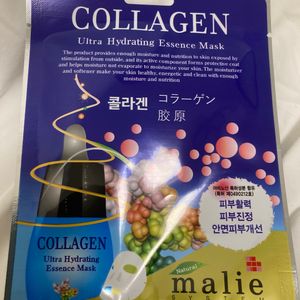 COLLAGEN
Ultra Hydrating Essence Mask
The product provides enough moisture and nutrition to skin exposed by
stimulation from outside, and its active component forms protective coat
and helps moisture not evaporate to moisturize your skin. The moisturizer
and softener make your skin healthy, energetic and clean with enough
moisture and nutrition
콜라겐
コラーゲン
胶原
피부활력
피부진정
안면피부개선
COLLAGEN
Ultra Hydrating
Essence Mask
Natural
malie